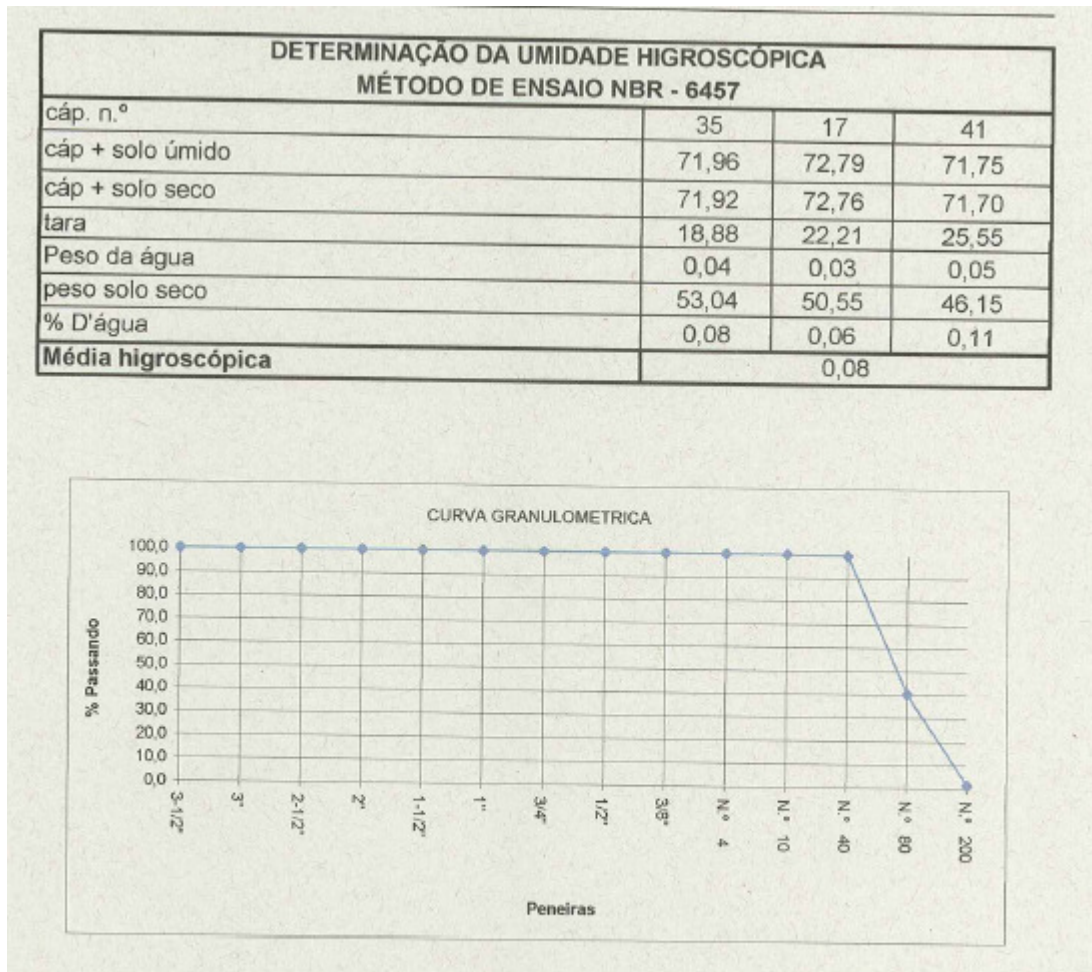 DETERMINAÇÃO DA UMIDADE HIGROSCÓPICA
MÉTODO DE ENSAIO NBR - 6457
cáp. n.º 35 17 41
cáp + solo úmido 71,96 72,79 71,75
cáp + solo seco 71,92 72,76 71,70
tara 18,88 22,21 25,55
Peso da água 0,04 0,03 0,05
peso solo seco 53,04 50,55 46,15
% D'água 0,08 0,06 0,11
Média higroscópica 0,08
CURVA GRANULOMETRICA
% Passando
100,0
90,0
80,0
70,0
60,0
50,0
40,0
30,0
20,0
10,0
0,0
3-1/2" 3" 2-1/2" 2" 1-1/2" 1" 3/4" 1/2" 3/8" N.º 4 N.º 10 N.º 40 N.º 80 N.º 200
Peneiras